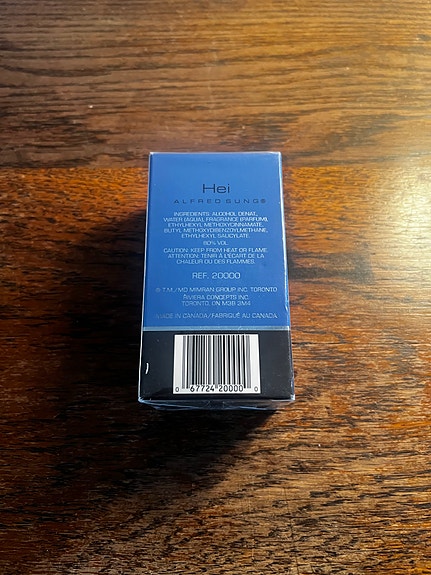 Hei
ALFRED SUNG®
INGREDIENTS: ALCOHOL DENAT.,
WATER (AQUA), FRAGRANCE (PARFUM),
ETHYLHEXYL METHOXYCINNAMATE,
BUTYL METHOXYDIBENZOYLMETHANE,
ETHYLHEXYL SALICYLATE.
80% VOL.
CAUTION: KEEP FROM HEAT OR FLAME
ATTENTION: TENIR À L'ÉCART DE LA
CHALEUR OU DES FLAMMES.
REF. 20000
® T.M./MD MIMRAN GROUP INC. TORONTO
RIVIERA CONCEPTS INC.
TORONTO, ON M3B 2M4
MADE IN CANADA/FABRIQUÉ AU CANADA
0 67724 20000 0